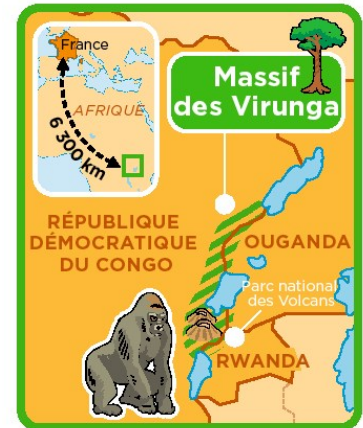 France
AFRIQUE
6 300 km
Massif
des Virunga
RÉPUBLIQUE
DÉMOCRATIQUE
DU CONGO
OUGANDA
Parc national
des Volcans
RWANDA